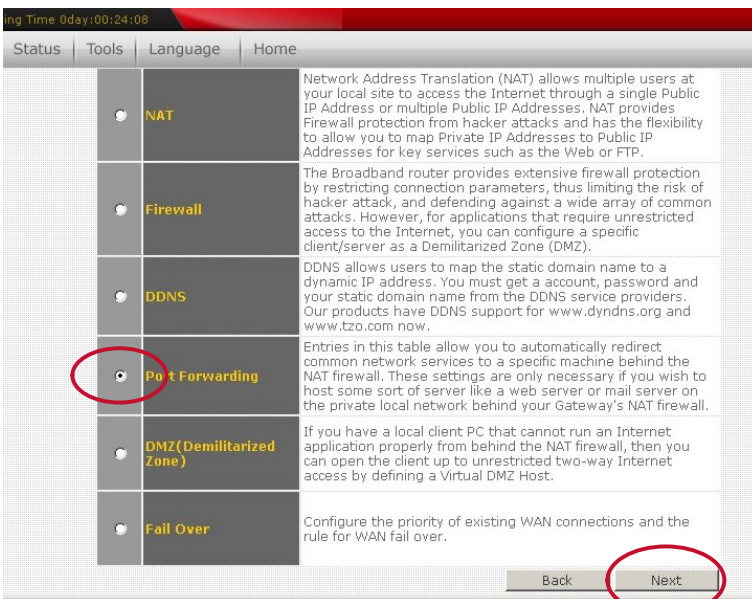 ing Time 0day:00:24:08
Status Tools Language Home
NAT
Network Address Translation (NAT) allows multiple users at
your local site to access the Internet through a single Public
IP Address or multiple Public IP Addresses. NAT provides
Firewall protection from hacker attacks and has the flexibility
to allow you to map Private IP Addresses to Public IP
Addresses for key services such as the Web or FTP.
Firewall
The Broadband router provides extensive firewall protection
by restricting connection parameters, thus limiting the risk of
hacker attack, and defending against a wide array of common
attacks. However, for applications that require unrestricted
access to the Internet, you can configure a specific
client/server as a Demilitarized Zone (DMZ).
DDNS
DDNS allows users to map the static domain name to a
dynamic IP address. You must get a account, password and
your static domain name from the DDNS service providers.
Our products have DDNS support for www.dyndns.org and
www.tzo.com now.
Port Forwarding
Entries in this table allow you to automatically redirect
common network services to a specific machine behind the
NAT firewall. These settings are only necessary if you wish to
host some sort of server like a web server or mail server on
the private local network behind your Gateway's NAT firewall.
DMZ(Demilitarized
Zone)
If you have a local client PC that cannot run an Internet
application properly from behind the NAT firewall, then you
can open the client up to unrestricted two-way Internet
access by defining a Virtual DMZ Host.
Fail Over
Configure the priority of existing WAN connections and the
rule for WAN fail over.
Back Next